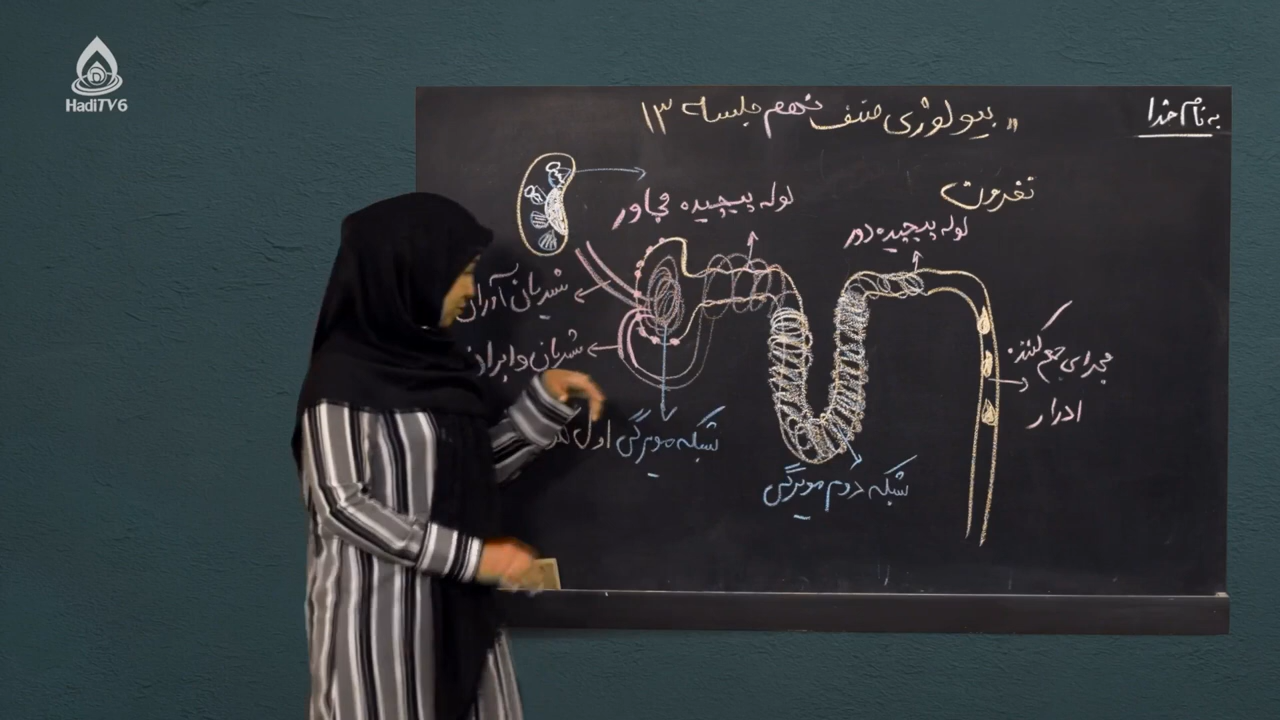 به نام خدا
"بیولوژی صنف نهم جلسه ۱۳
نفرون
لوله پیچیده مجاور
لوله پیچیده دور
شریان آوران
شریان وابران
مجرای جمع کننده
ادرار
شبکه مویرگی اول
شبکه دوم مویرگی
HadiTV6